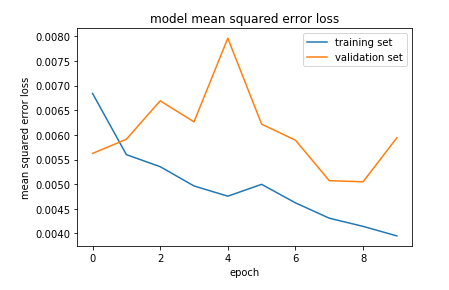 model mean squared error loss
training set
validation set
0.0080
0.0075
0.0070
0.0065
0.0060
0.0055
0.0050
0.0045
0.0040
mean squared error loss
0 2 4 6 8
epoch